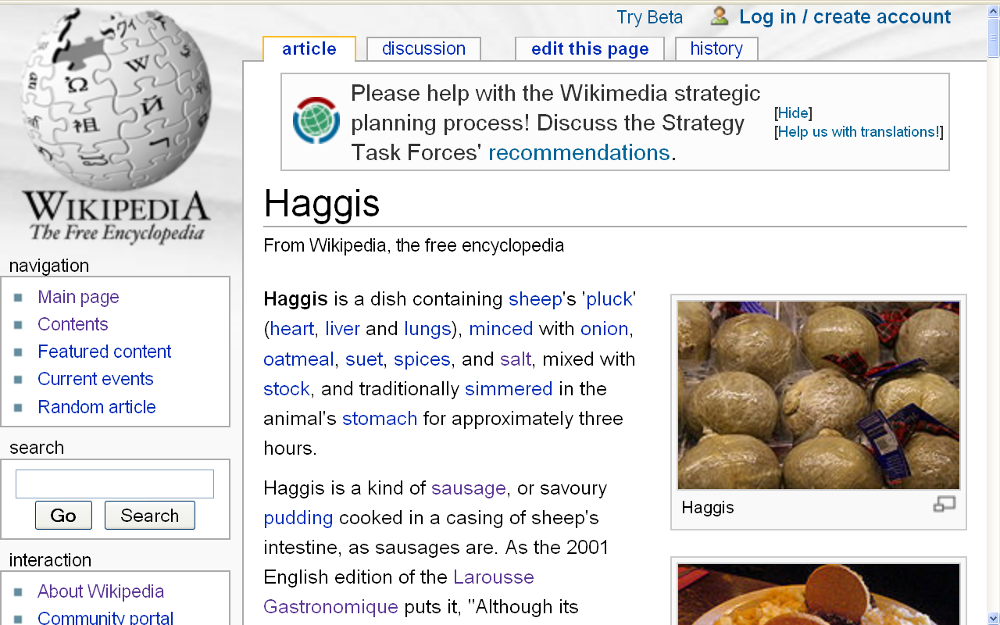 Try Beta
Log in / create account
article
discussion
edit this page
history
Please help with the Wikimedia strategic
planning process! Discuss the Strategy
Task Forces' recommendations.
[Hide]
[Help us with translations!]
WIKIPEDIA
The Free Encyclopedia
navigation
Main page
Contents
Featured content
Current events
Random article
search
Go
Search
interaction
About Wikipedia
Community portal
Haggis
From Wikipedia, the free encyclopedia
Haggis is a dish containing sheep's 'pluck'
(heart, liver and lungs), minced with onion,
oatmeal, suet, spices, and salt, mixed with
stock, and traditionally simmered in the
animal's stomach for approximately three
hours.
Haggis is a kind of sausage, or savoury
pudding cooked in a casing of sheep's
intestine, as sausages are. As the 2001
English edition of the Larousse
Gastronomique puts it, "Although its
Haggis